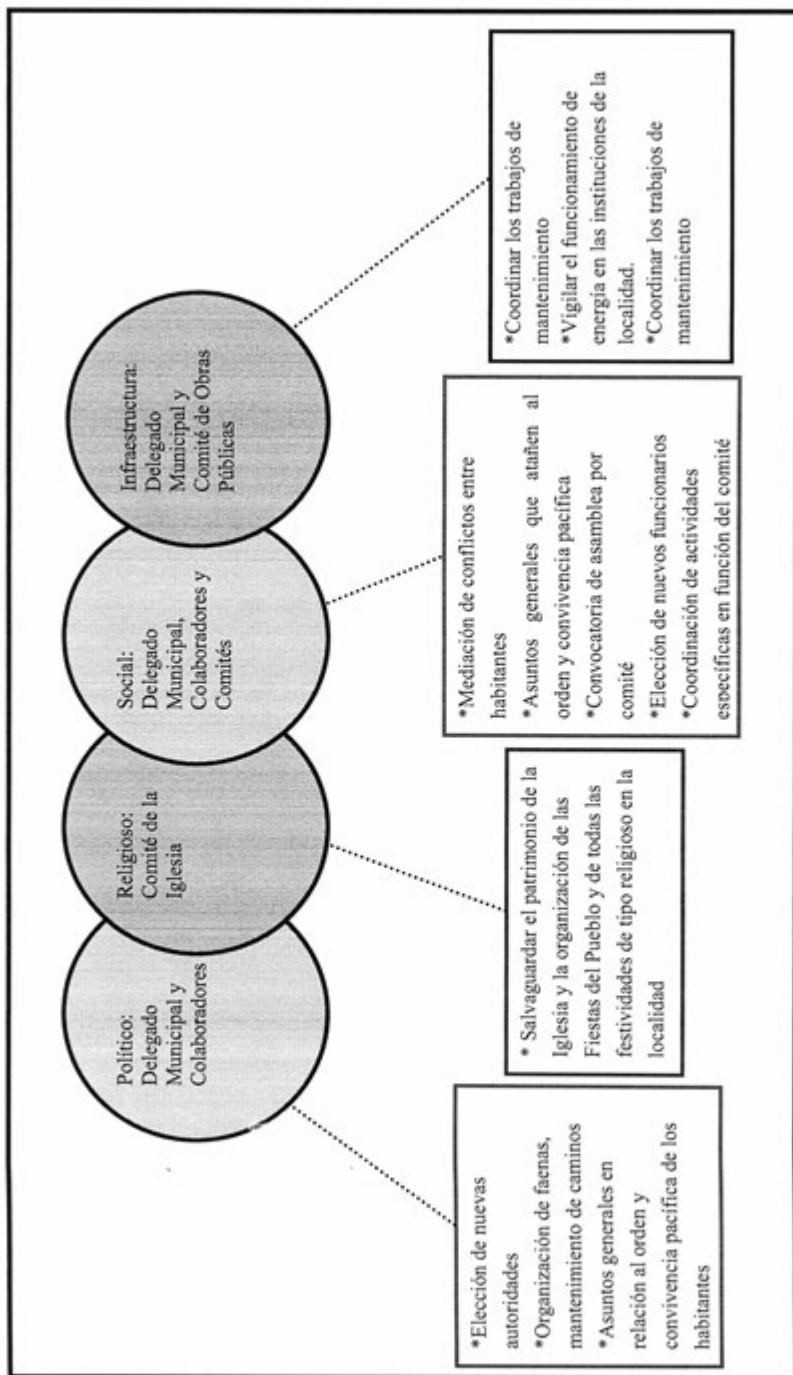 Político:
Delegado
Municipal y
Colaboradores
Religioso:
Comité de la
Iglesia
Social:
Delegado
Municipal,
Colaboradores y
Comités
Infraestructura:
Delegado
Municipal y
Comité de Obras
Públicas
*Elección de nuevas
autoridades
*Organización de faenas,
mantenimiento de caminos
*Asuntos generales en
relación al orden y
convivencia pacífica de los
habitantes
* Salvaguardar el patrimonio de la
Iglesia y la organización de las
Fiestas del Pueblo y de todas las
festividades de tipo religioso en la
localidad
*Mediación de conflictos entre
habitantes
*Asuntos generales que atañen al
orden y convivencia pacífica
*Convocatoria de asamblea por
comité
*Elección de nuevos funcionarios
*Coordinación de actividades
específicas en función del comité
*Coordinar los trabajos de
mantenimiento
*Vigilar el funcionamiento de
energía en las instituciones de la
localidad.
*Coordinar los trabajos de
mantenimiento